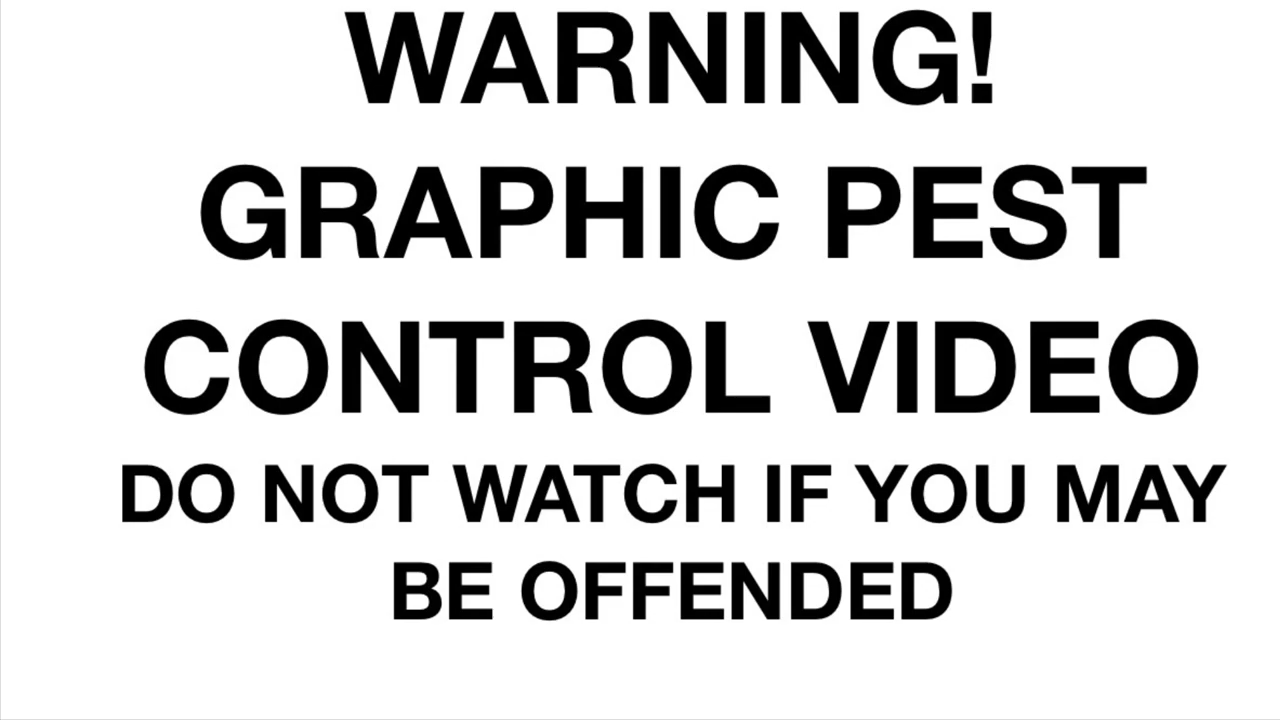 WARNING!
GRAPHIC PEST
CONTROL VIDEO
DO NOT WATCH IF YOU MAY
BE OFFENDED